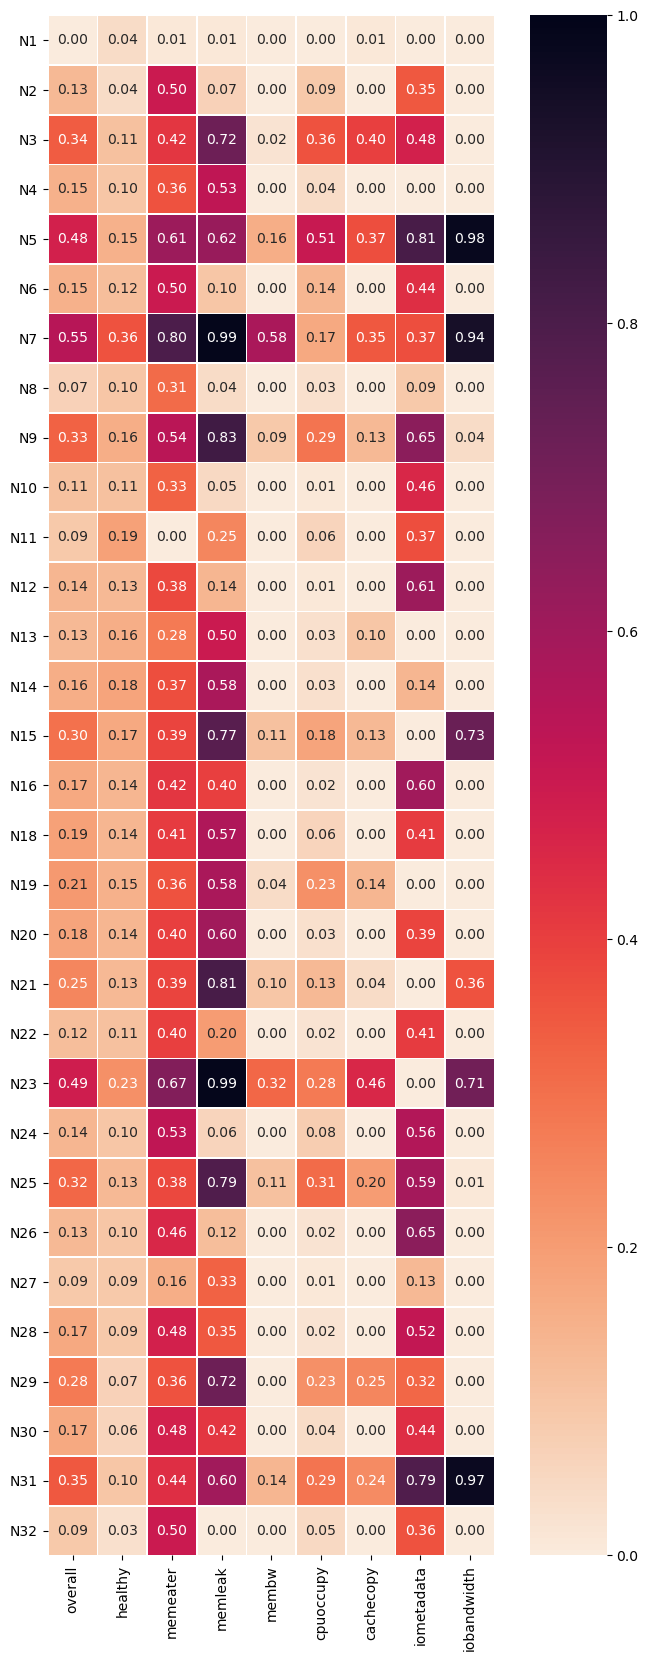 N1 0.00 0.04 0.01 0.01 0.00 0.00 0.01 0.00 0.00
N2 0.13 0.04 0.50 0.07 0.00 0.09 0.00 0.35 0.00
N3 0.34 0.11 0.42 0.72 0.02 0.36 0.40 0.48 0.00
N4 0.15 0.10 0.36 0.53 0.00 0.04 0.00 0.00 0.00
N5 0.48 0.15 0.61 0.62 0.16 0.51 0.37 0.81 0.98
N6 0.15 0.12 0.50 0.10 0.00 0.14 0.00 0.44 0.00
N7 0.55 0.36 0.80 0.99 0.58 0.17 0.35 0.37 0.94
N8 0.07 0.10 0.31 0.04 0.00 0.03 0.00 0.09 0.00
N9 0.33 0.16 0.54 0.83 0.09 0.29 0.13 0.65 0.04
N10 0.11 0.11 0.33 0.05 0.00 0.01 0.00 0.46 0.00
N11 0.09 0.19 0.00 0.25 0.00 0.06 0.00 0.37 0.00
N12 0.14 0.13 0.38 0.14 0.00 0.01 0.00 0.61 0.00
N13 0.13 0.16 0.28 0.50 0.00 0.03 0.10 0.00 0.00
N14 0.16 0.18 0.37 0.58 0.00 0.03 0.00 0.14 0.00
N15 0.30 0.17 0.39 0.77 0.11 0.18 0.13 0.00 0.73
N16 0.17 0.14 0.42 0.40 0.00 0.02 0.00 0.60 0.00
N18 0.19 0.14 0.41 0.57 0.00 0.06 0.00 0.41 0.00
N19 0.21 0.15 0.36 0.58 0.04 0.23 0.14 0.00 0.00
N20 0.18 0.14 0.40 0.60 0.00 0.03 0.00 0.39 0.00
N21 0.25 0.13 0.39 0.81 0.10 0.13 0.04 0.00 0.36
N22 0.12 0.11 0.40 0.20 0.00 0.02 0.00 0.41 0.00
N23 0.49 0.23 0.67 0.99 0.32 0.28 0.46 0.00 0.71
N24 0.14 0.10 0.53 0.06 0.00 0.08 0.00 0.56 0.00
N25 0.32 0.13 0.38 0.79 0.11 0.31 0.20 0.59 0.01
N26 0.13 0.10 0.46 0.12 0.00 0.02 0.00 0.65 0.00
N27 0.09 0.09 0.16 0.33 0.00 0.01 0.00 0.13 0.00
N28 0.17 0.09 0.48 0.35 0.00 0.02 0.00 0.52 0.00
N29 0.28 0.07 0.36 0.72 0.00 0.23 0.25 0.32 0.00
N30 0.17 0.06 0.48 0.42 0.00 0.04 0.00 0.44 0.00
N31 0.35 0.10 0.44 0.60 0.14 0.29 0.24 0.79 0.97
N32 0.09 0.03 0.50 0.00 0.00 0.05 0.00 0.36 0.00
overall healthy memeater memleak membw cpuoccupy cachecopy iometadata iobandwidth
1.0
0.8
0.6
0.4
0.2
0.0